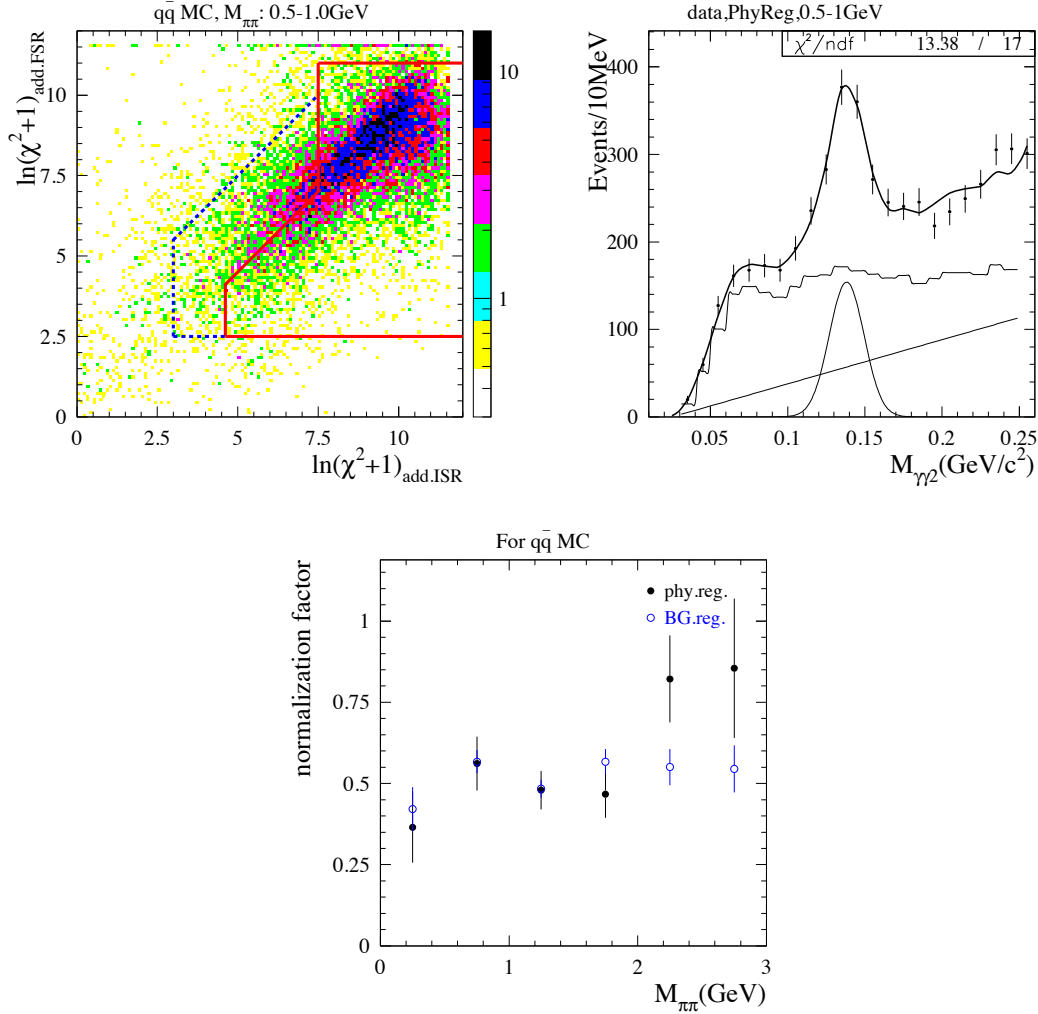 qq̄ MC, M_ππ: 0.5-1.0GeV
ln(χ²+1)_add.FSR
10
7.5
5
2.5
0
0 2.5 5 7.5 10
ln(χ²+1)_add.ISR
10
1
data,PhyReg,0.5-1GeV
χ²/ndf 13.38 / 17
Events/10MeV
400
300
200
100
0
0.05 0.1 0.15 0.2 0.25
M_γγ2(GeV/c²)
For qq̄ MC
normalization factor
phy.reg.
BG.reg.
1
0.75
0.5
0.25
0
0 1 2 3
M_ππ(GeV)